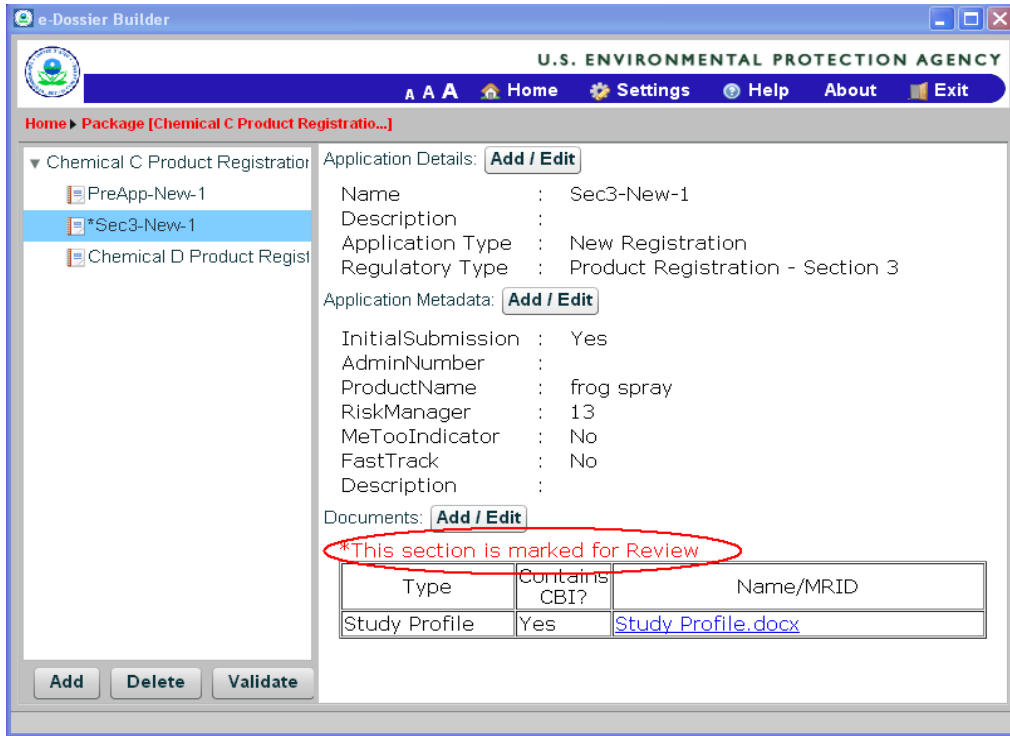 e-Dossier Builder
U.S. ENVIRONMENTAL PROTECTION AGENCY
A A A Home Settings Help About Exit
Home ▸ Package [Chemical C Product Registratio...]
Chemical C Product Registration
PreApp-New-1
*Sec3-New-1
Chemical D Product Regist
Add Delete Validate
Application Details: Add / Edit
Name : Sec3-New-1
Description :
Application Type : New Registration
Regulatory Type : Product Registration - Section 3
Application Metadata: Add / Edit
InitialSubmission : Yes
AdminNumber :
ProductName : frog spray
RiskManager : 13
MeTooIndicator : No
FastTrack : No
Description :
Documents: Add / Edit
*This section is marked for Review
Type Contains CBI? Name/MRID
Study Profile Yes Study Profile.docx